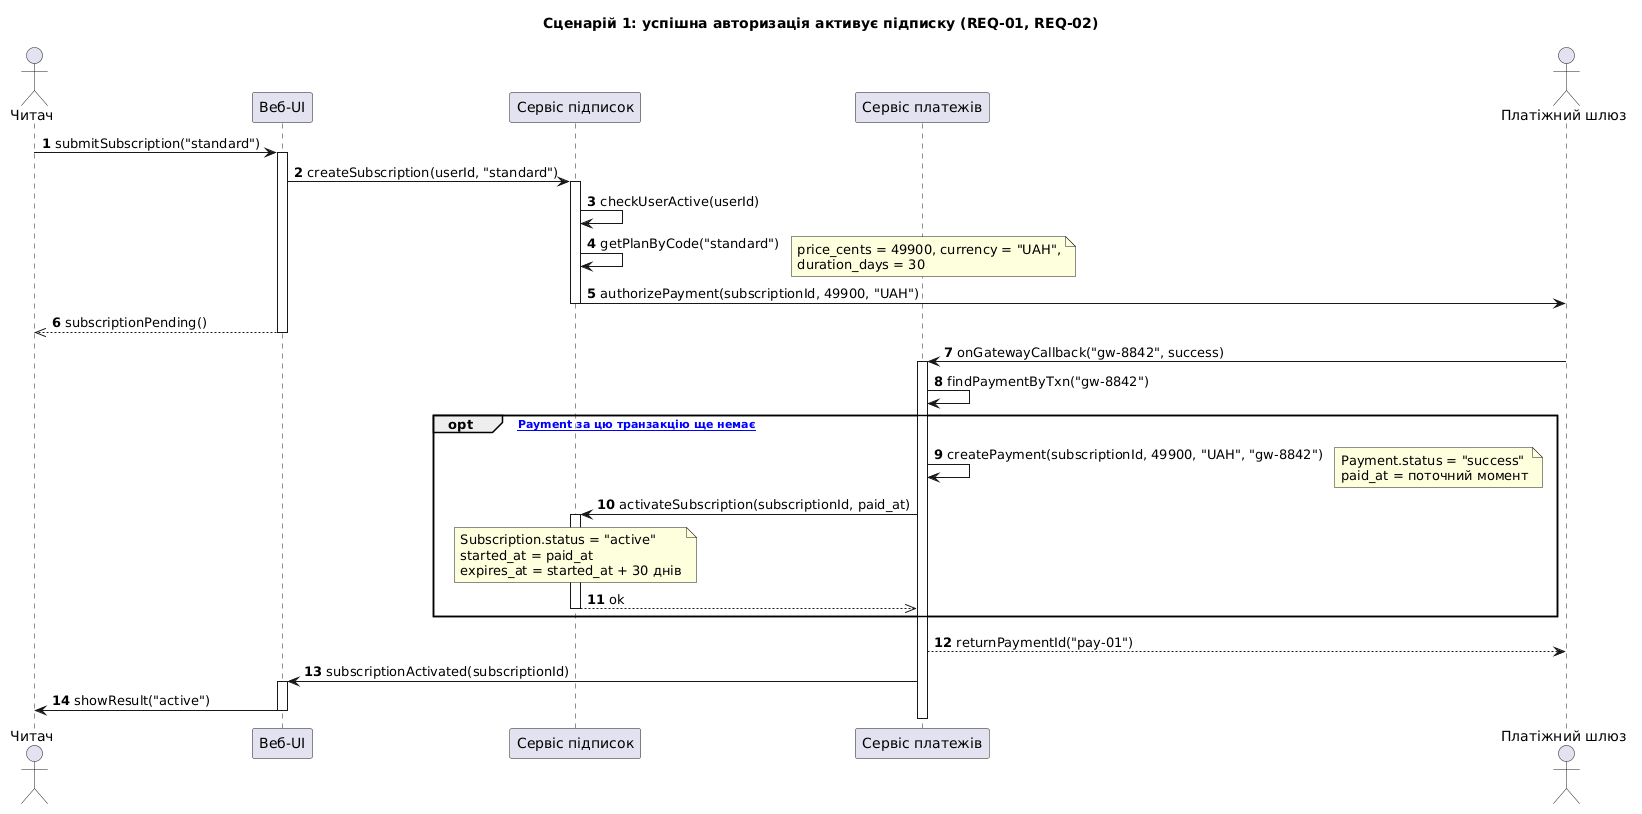 Сценарій 1: успішна авторизація активує підписку (REQ-01, REQ-02)
Читач
Веб-UI
Сервіс підписок
Сервіс платежів
Платіжний шлюз
1 submitSubscription("standard")
2 createSubscription(userId, "standard")
3 checkUserActive(userId)
4 getPlanByCode("standard")
price_cents = 49900, currency = "UAH",
duration_days = 30
5 authorizePayment(subscriptionId, 49900, "UAH")
6 subscriptionPending()
7 onGatewayCallback("gw-8842", success)
8 findPaymentByTxn("gw-8842")
opt
Payment за цю транзакцію ще немає
9 createPayment(subscriptionId, 49900, "UAH", "gw-8842")
Payment.status = "success"
paid_at = поточний момент
10 activateSubscription(subscriptionId, paid_at)
Subscription.status = "active"
started_at = paid_at
expires_at = started_at + 30 днів
11 ok
12 returnPaymentId("pay-01")
13 subscriptionActivated(subscriptionId)
14 showResult("active")
Читач
Веб-UI
Сервіс підписок
Сервіс платежів
Платіжний шлюз